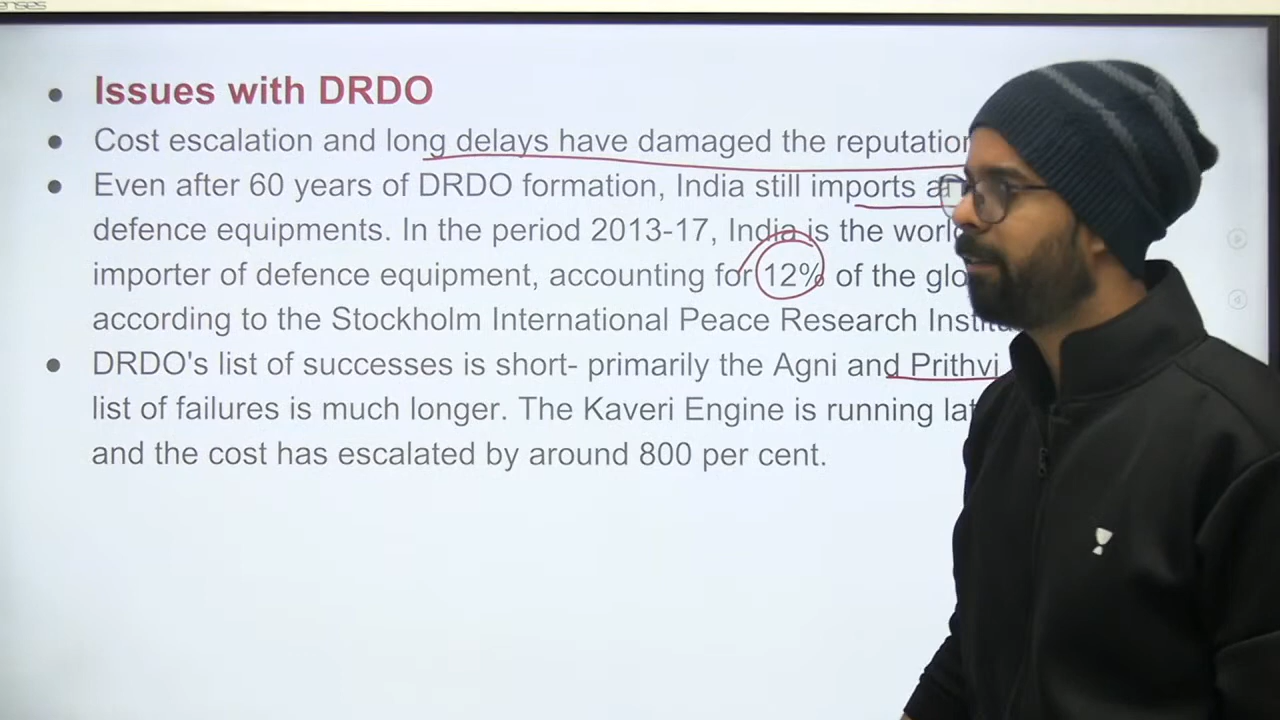 enses
Issues with DRDO
Cost escalation and long delays have damaged the reputation
Even after 60 years of DRDO formation, India still imports
defence equipments. In the period 2013-17, India is the
importer of defence equipment, accounting for 12% of the
according to the Stockholm International Peace Research
DRDO's list of successes is short- primarily the Agni and Prithvi
list of failures is much longer. The Kaveri Engine is running
and the cost has escalated by around 800 per cent.